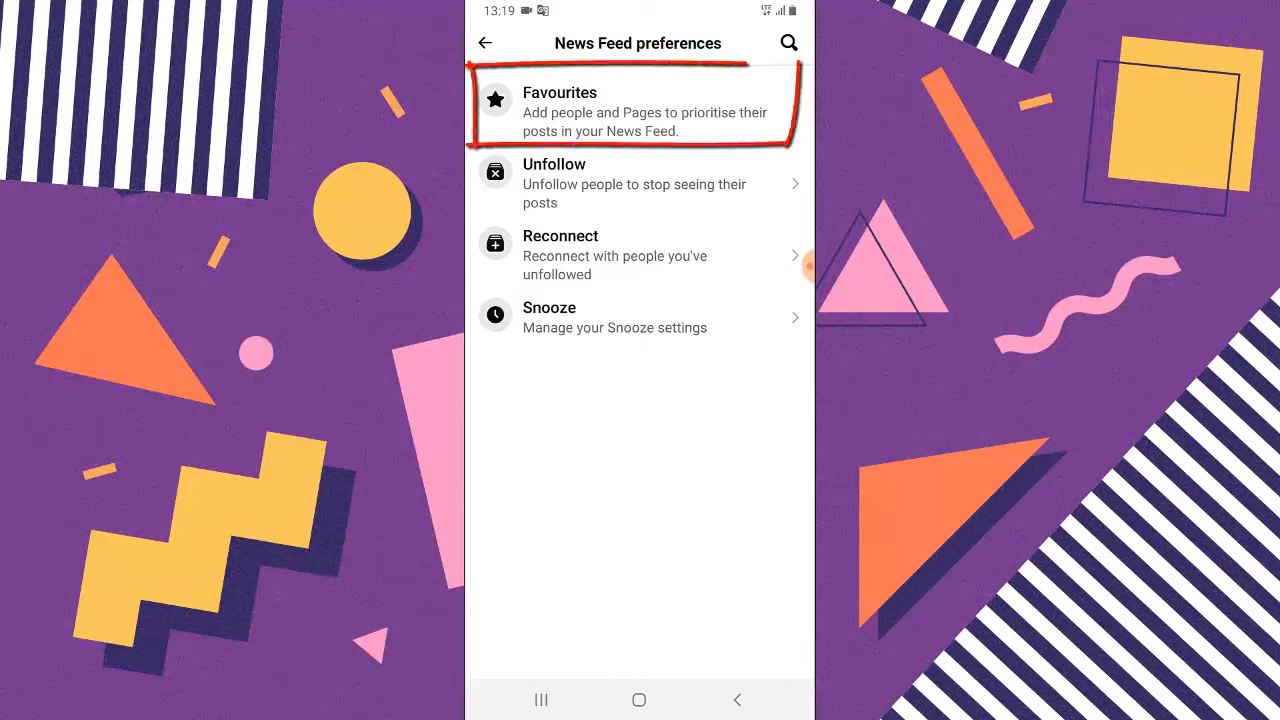 13:19
LTE
News Feed preferences
Favourites
Add people and Pages to prioritise their
posts in your News Feed.
Unfollow
Unfollow people to stop seeing their
posts
Reconnect
Reconnect with people you've
unfollowed
Snooze
Manage your Snooze settings